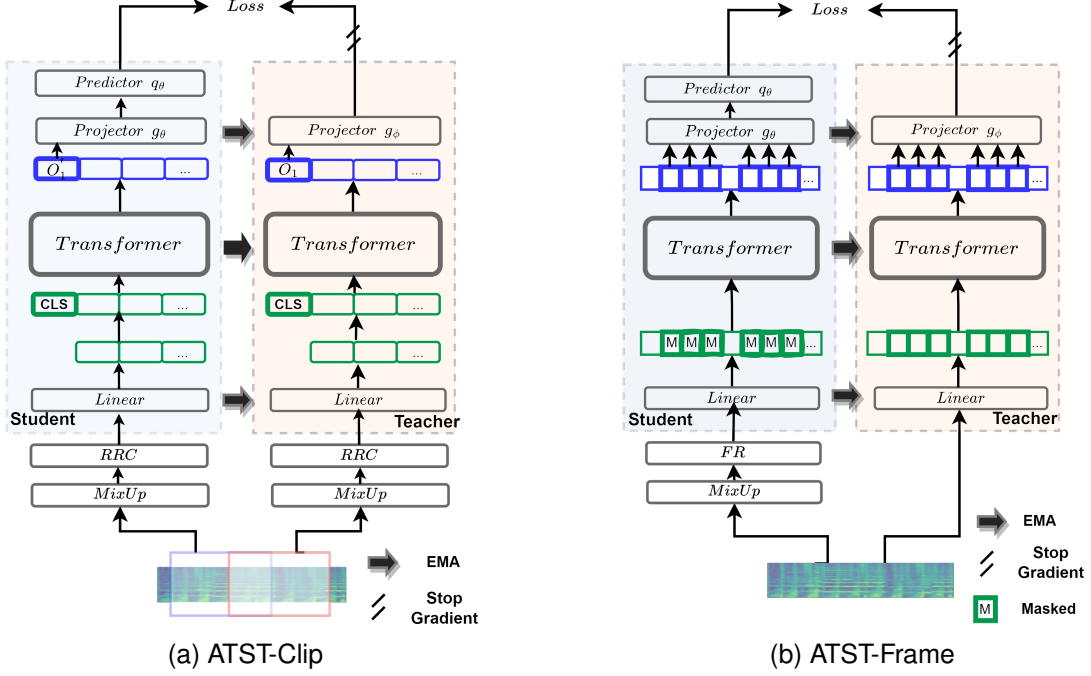 Loss
Predictor qθ
Projector gθ
Projector gϕ
O1
...
O1
...
Transformer
Transformer
CLS
...
CLS
...
...
...
Linear
Linear
Student
Teacher
RRC
RRC
MixUp
MixUp
EMA
Stop
Gradient
(a) ATST-Clip
Loss
Predictor qθ
Projector gθ
Projector gϕ
...
...
Transformer
Transformer
M M M M M M ...
...
Linear
Linear
Student
Teacher
FR
MixUp
EMA
Stop
Gradient
M Masked
(b) ATST-Frame